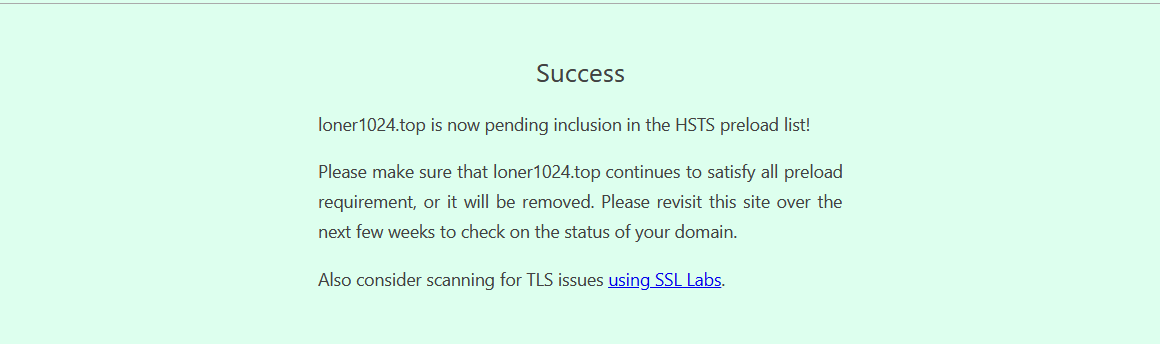 Success
loner1024.top is now pending inclusion in the HSTS preload list!
Please make sure that loner1024.top continues to satisfy all preload
requirement, or it will be removed. Please revisit this site over the
next few weeks to check on the status of your domain.
Also consider scanning for TLS issues using SSL Labs.